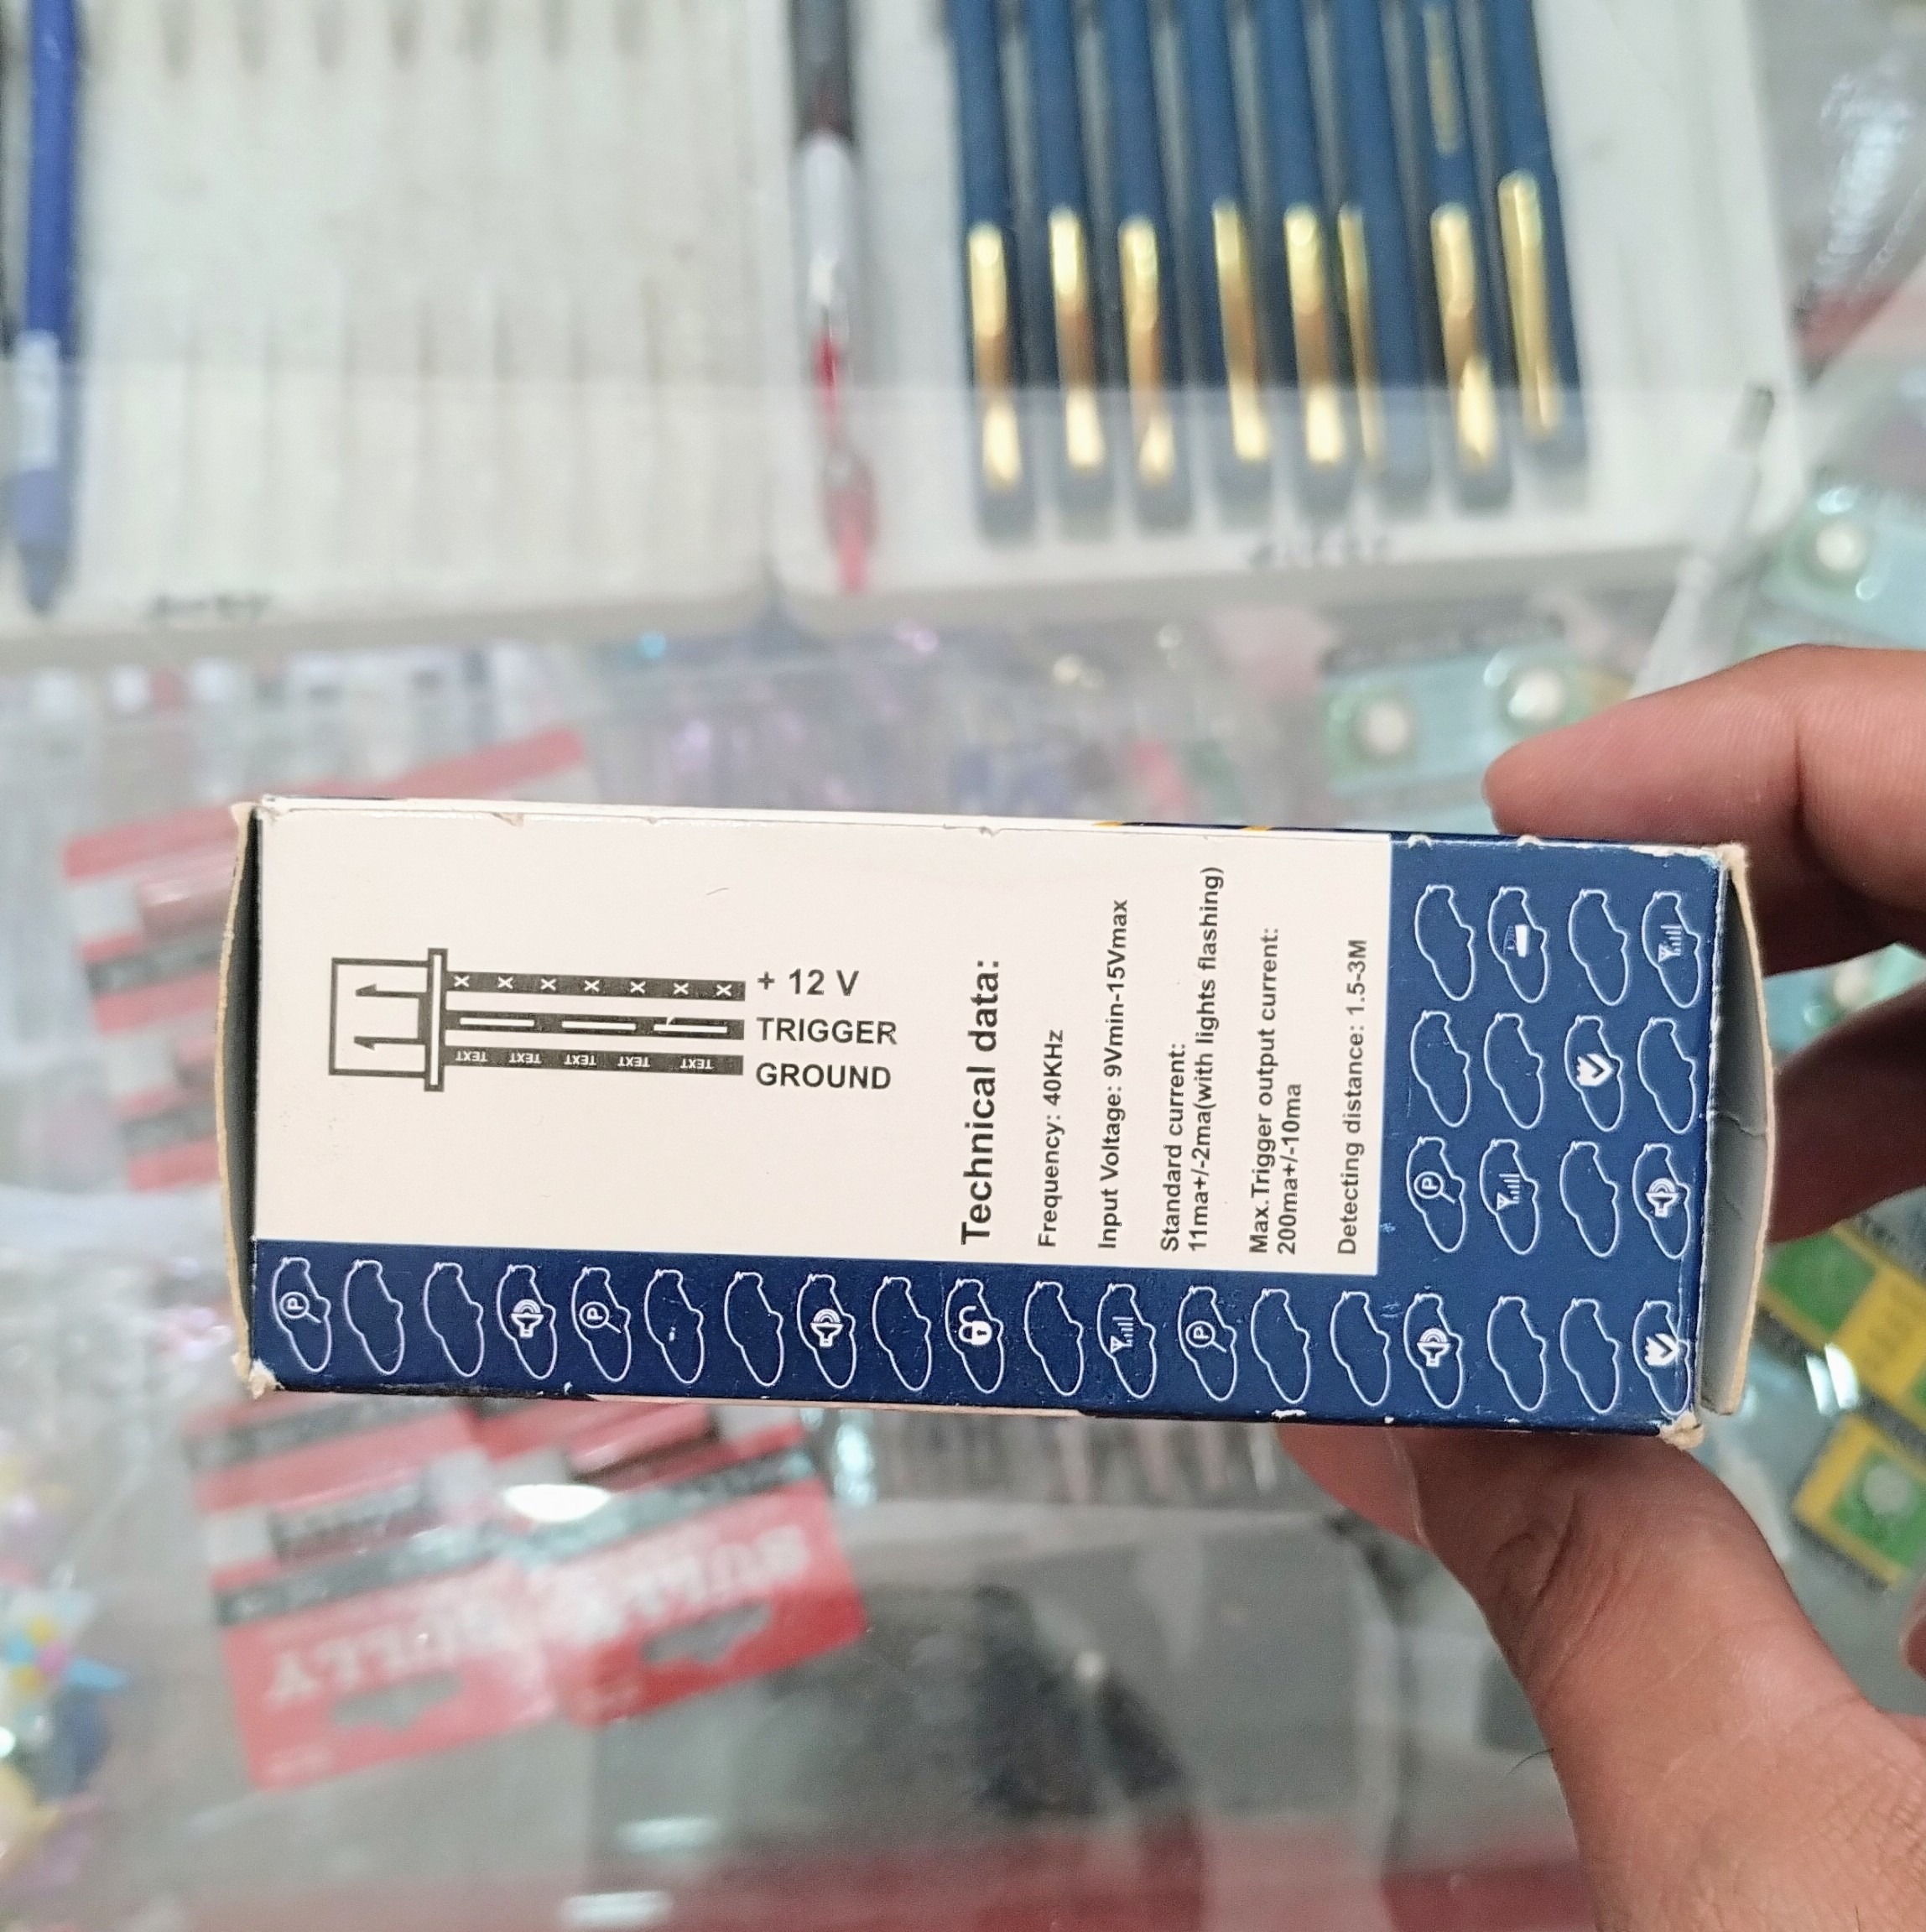 + 12 V
TRIGGER
GROUND
x x x x x x x
TEXT TEXT TEXT TEXT TEXT
Technical data:
Frequency: 40KHz
Input Voltage: 9Vmin-15Vmax
Standard current:
11ma+/-2ma(with lights flashing)
Max.Trigger output current:
200ma+/-10ma
Detecting distance: 1.5-3M
P
P
P
P
SULLY